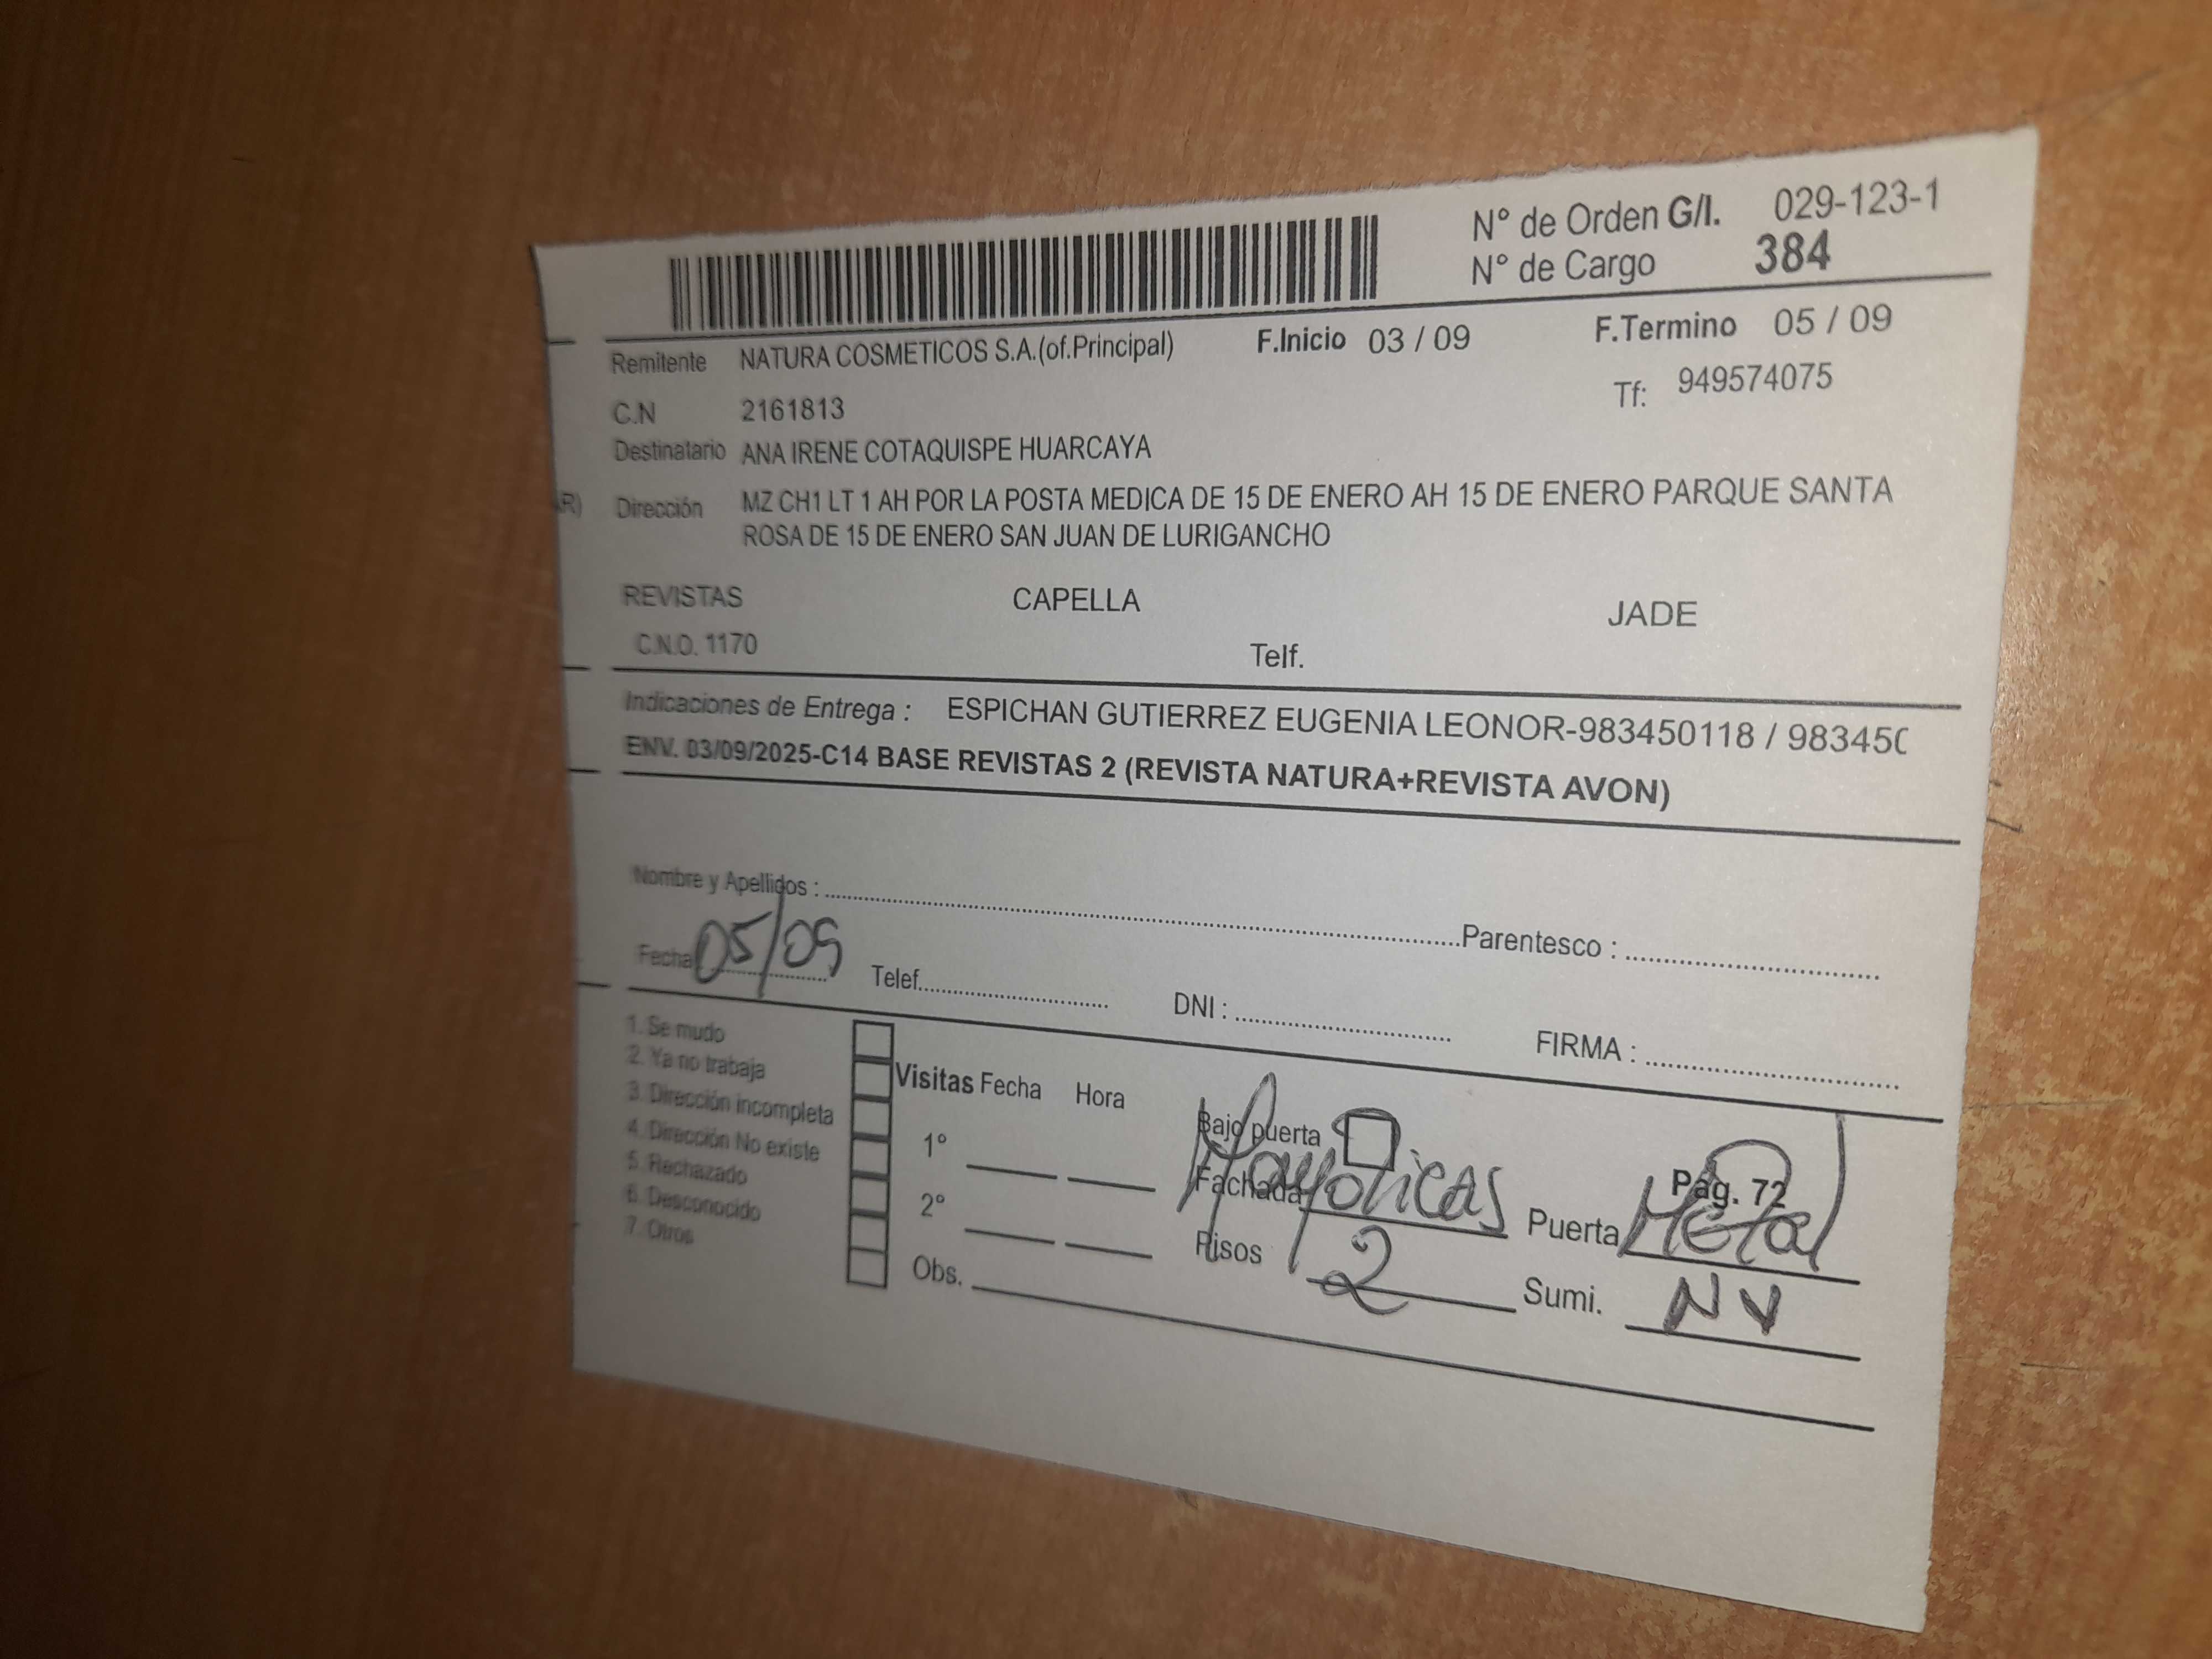 N° de Orden G/I. 029-123-1
N° de Cargo 384
Remitente NATURA COSMETICOS S.A.(of.Principal) F.Inicio 03 / 09 F.Termino 05 / 09
C.N 2161813 Tf: 949574075
Destinatario ANA IRENE COTAQUISPE HUARCAYA
AR) Dirección MZ CH1 LT 1 AH POR LA POSTA MEDICA DE 15 DE ENERO AH 15 DE ENERO PARQUE SANTA
ROSA DE 15 DE ENERO SAN JUAN DE LURIGANCHO
REVISTAS CAPELLA JADE
C.N.O. 1170 Telf.
Indicaciones de Entrega : ESPICHAN GUTIERREZ EUGENIA LEONOR-983450118 / 983450
ENV. 03/09/2025-C14 BASE REVISTAS 2 (REVISTA NATURA+REVISTA AVON)
Nombre y Apellidos : Parentesco :
Fecha 05/09 Telef. DNI : FIRMA :
1. Se mudo
2. Ya no trabaja
3. Dirección incompleta
4. Dirección No existe
5. Rechazado
6. Desconocido
7. Otros
Visitas Fecha Hora
1°
2°
Obs.
Bajo puerta Pág. 72
Fachada Mayolicas Puerta Metal
Pisos 2 Sumi. NV